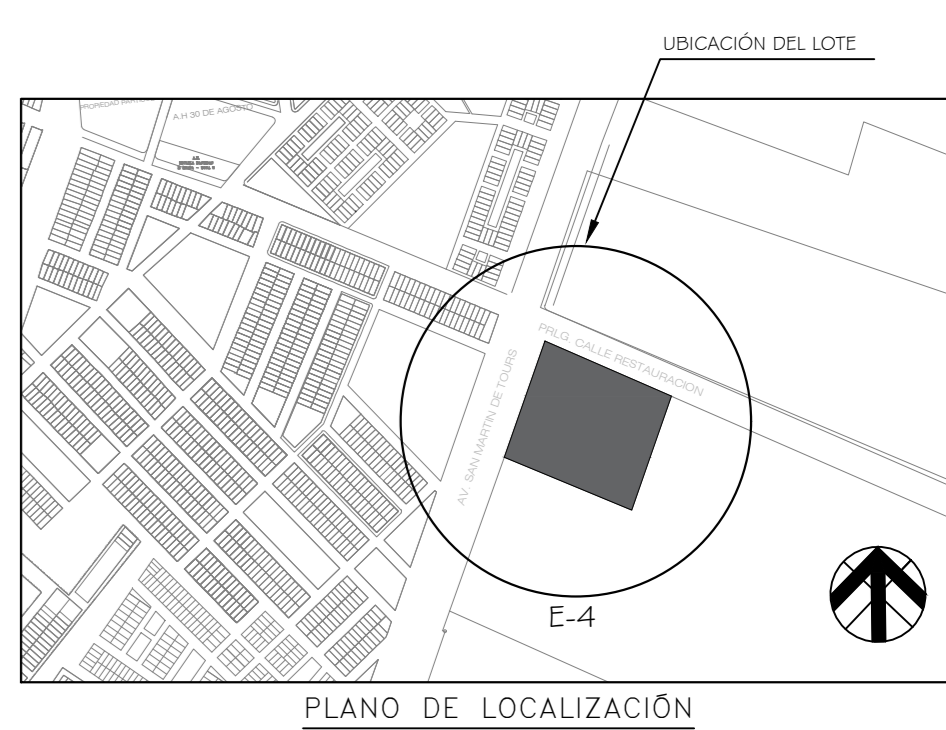 UBICACIÓN DEL LOTE
A.H 30 DE AGOSTO
PRLG. CALLE RESTAURACION
AV. SAN MARTIN DE TOURS
E-4
PLANO DE LOCALIZACIÓN